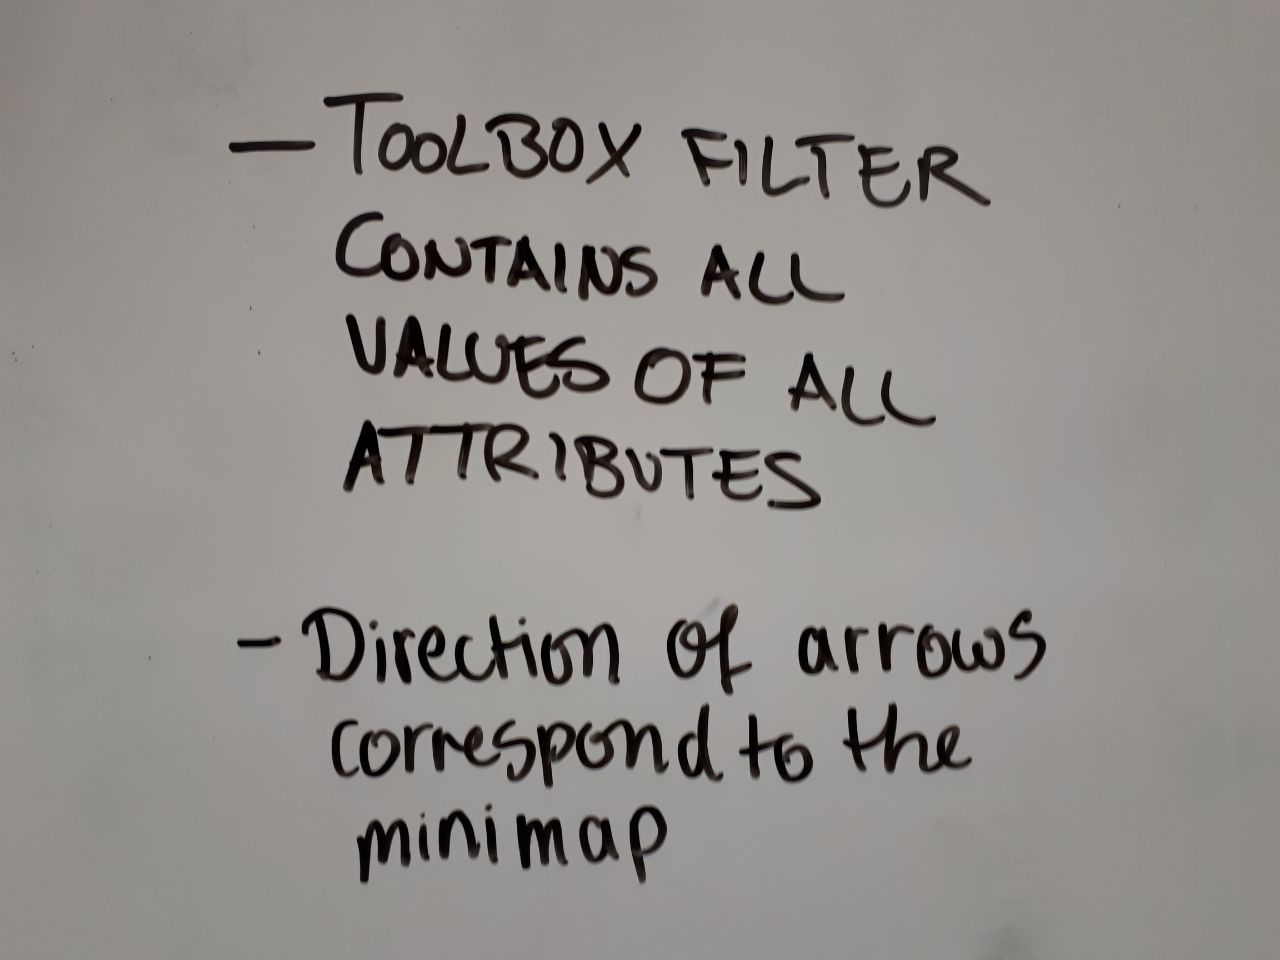 - TOOLBOX FILTER
CONTAINS ALL
VALUES OF ALL
ATTRIBUTES
- Direction of arrows
correspond to the
minimap